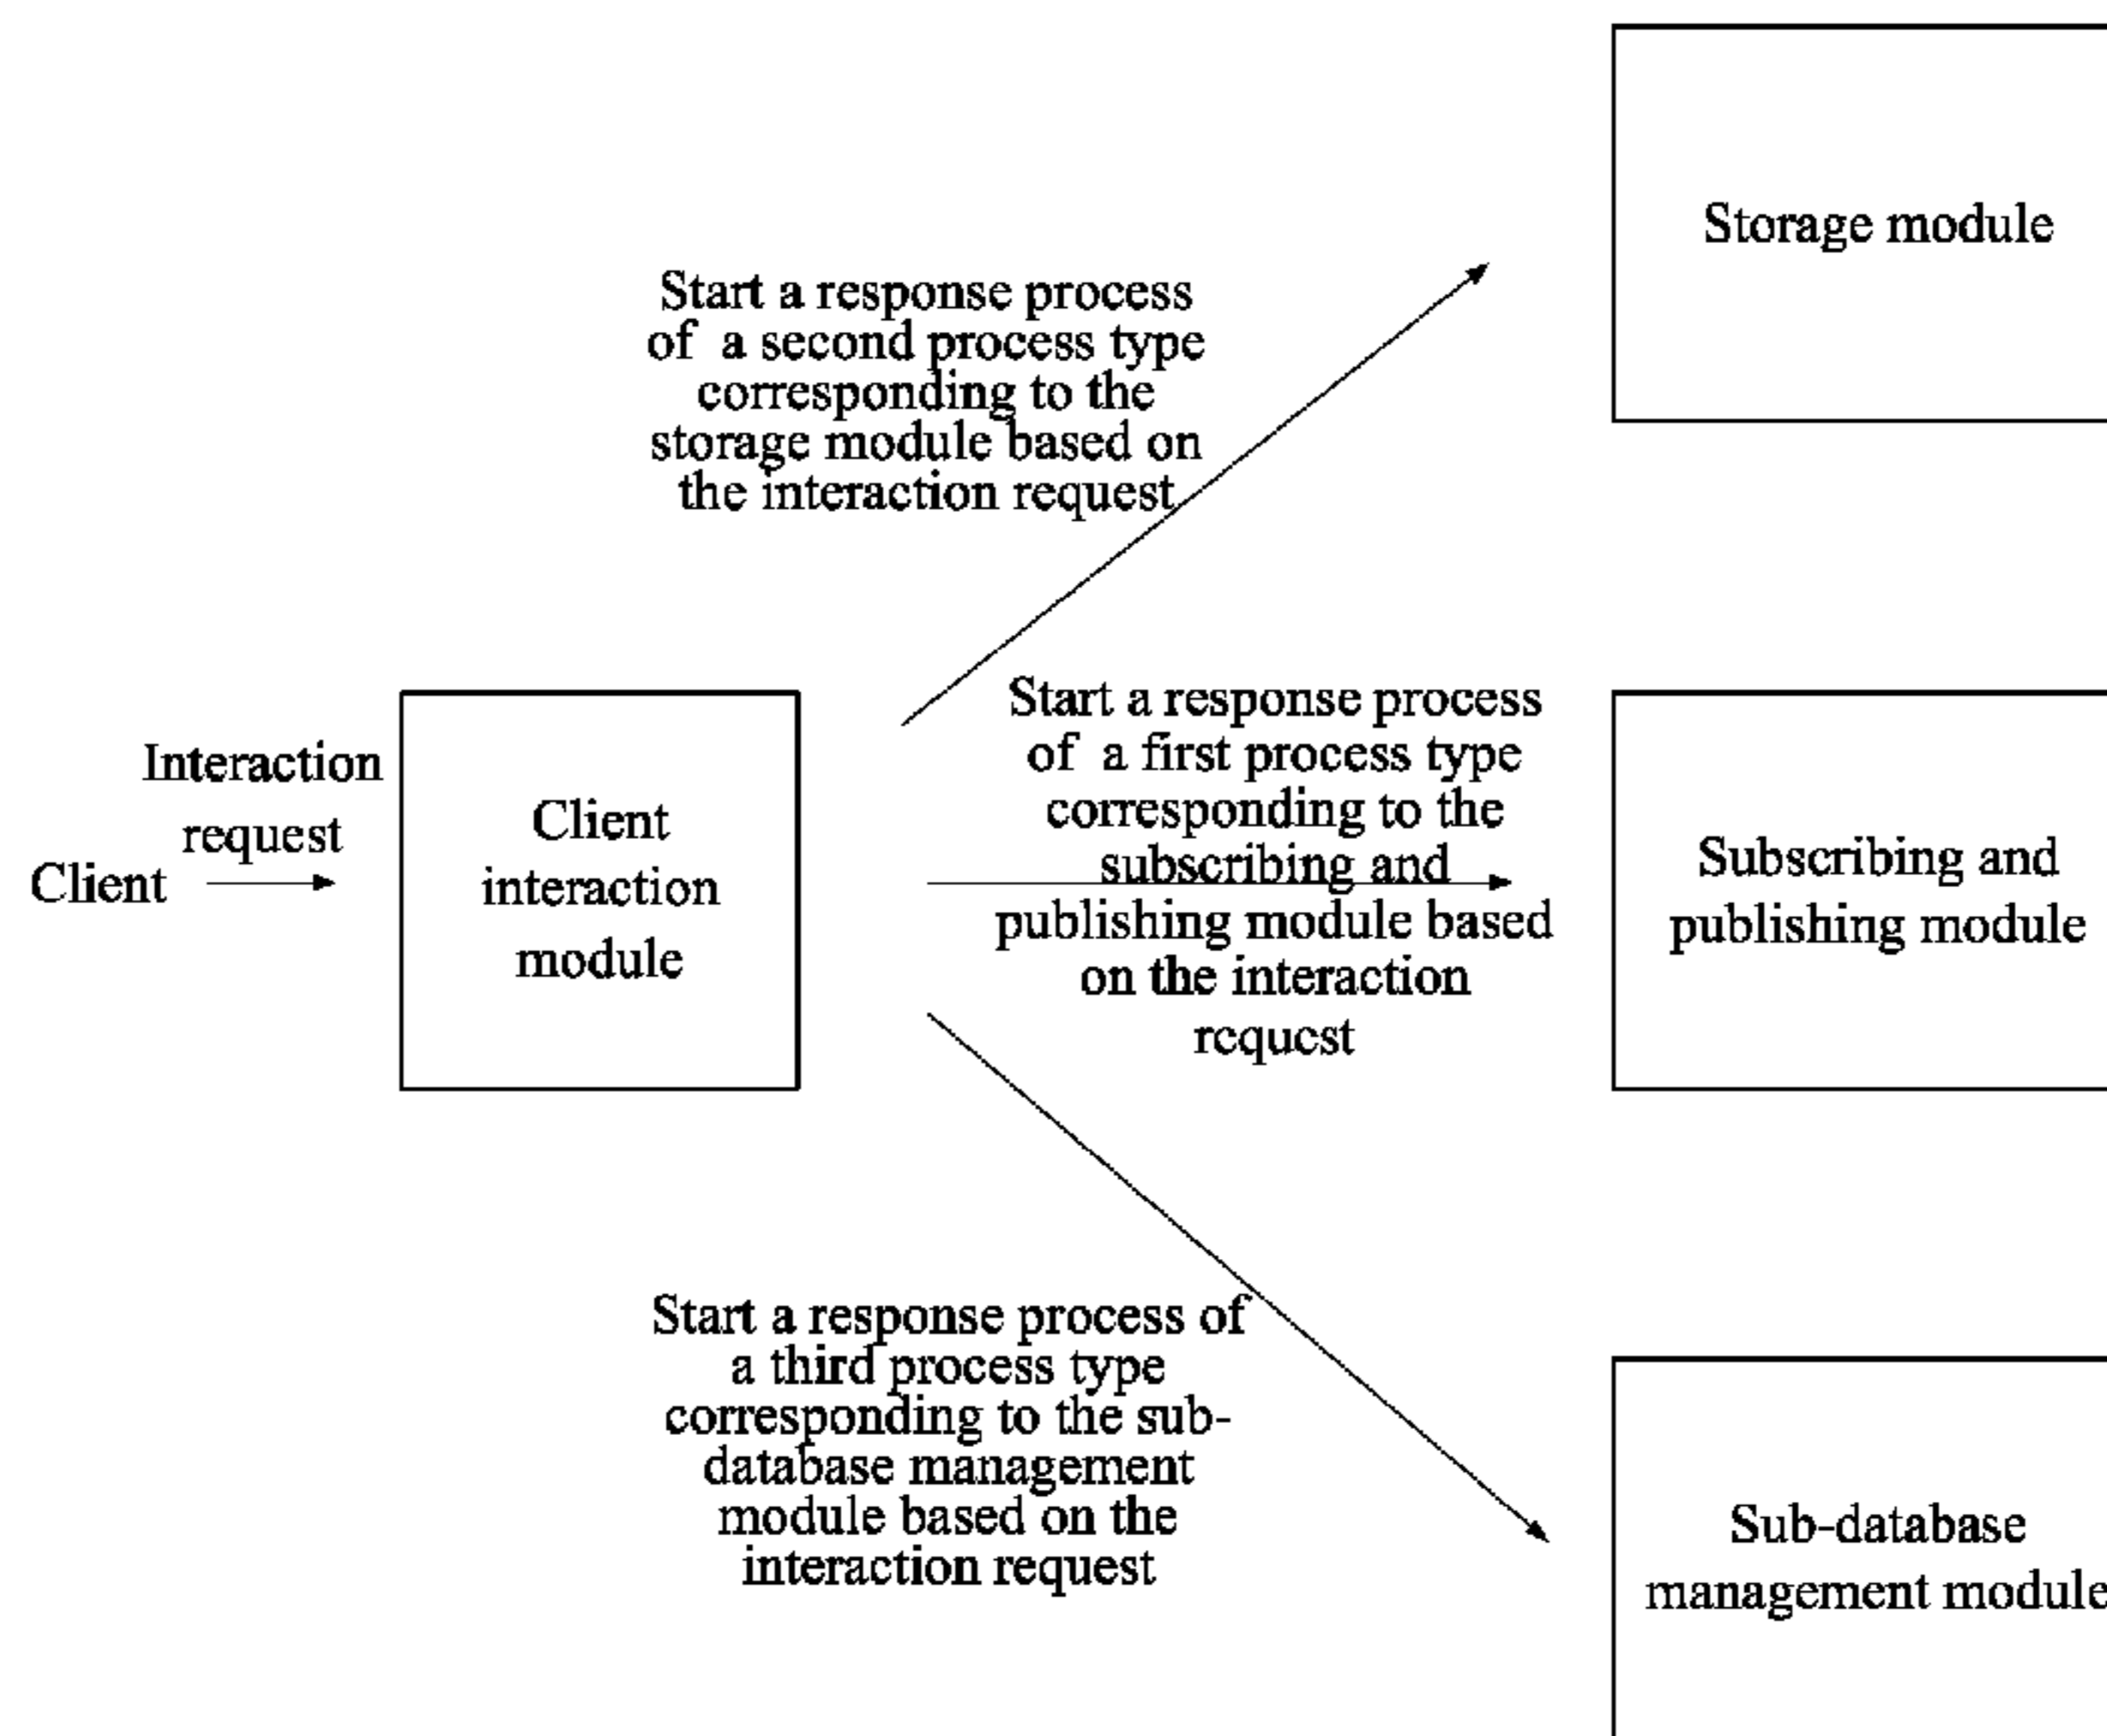 Storage module
Start a response process
of a second process type
corresponding to the
storage module based on
the interaction request
Interaction
request
Client
Client
interaction
module
Start a response process
of a first process type
corresponding to the
subscribing and
publishing module based
on the interaction
request
Subscribing and
publishing module
Start a response process of
a third process type
corresponding to the sub-
database management
module based on the
interaction request
Sub-database
management module